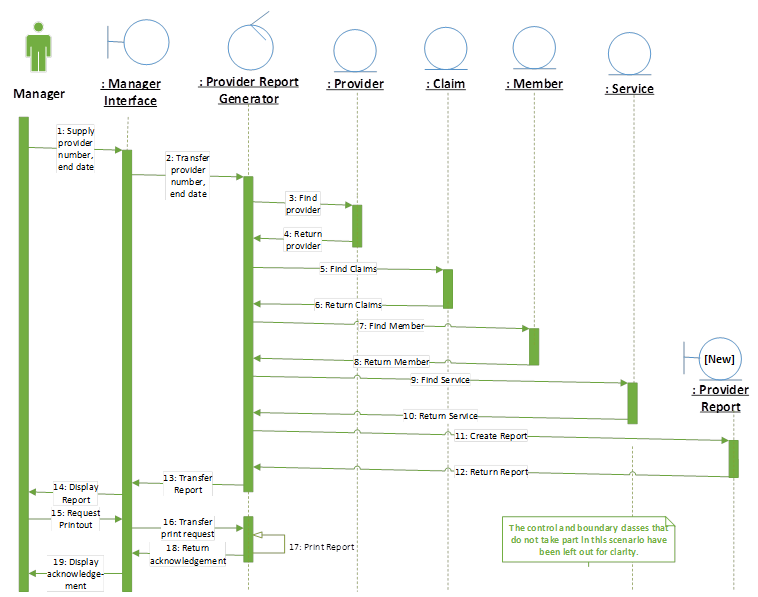 Manager
: Manager
Interface
: Provider Report
Generator
: Provider
: Claim
: Member
: Service
1: Supply
provider
number,
end date
2: Transfer
provider
number,
end date
3: Find
provider
4: Return
provider
5: Find Claims
6: Return Claims
7: Find Member
8: Return Member
[New]
: Provider
Report
9: Find Service
10: Return Service
11: Create Report
12: Return Report
13: Transfer
Report
14: Display
Report
15: Request
Printout
16: Transfer
print request
17: Print Report
18: Return
acknowledgement
19: Display
acknowledge-
ment
The control and boundary classes that
do not take part in this scenario have
been left out for clarity.